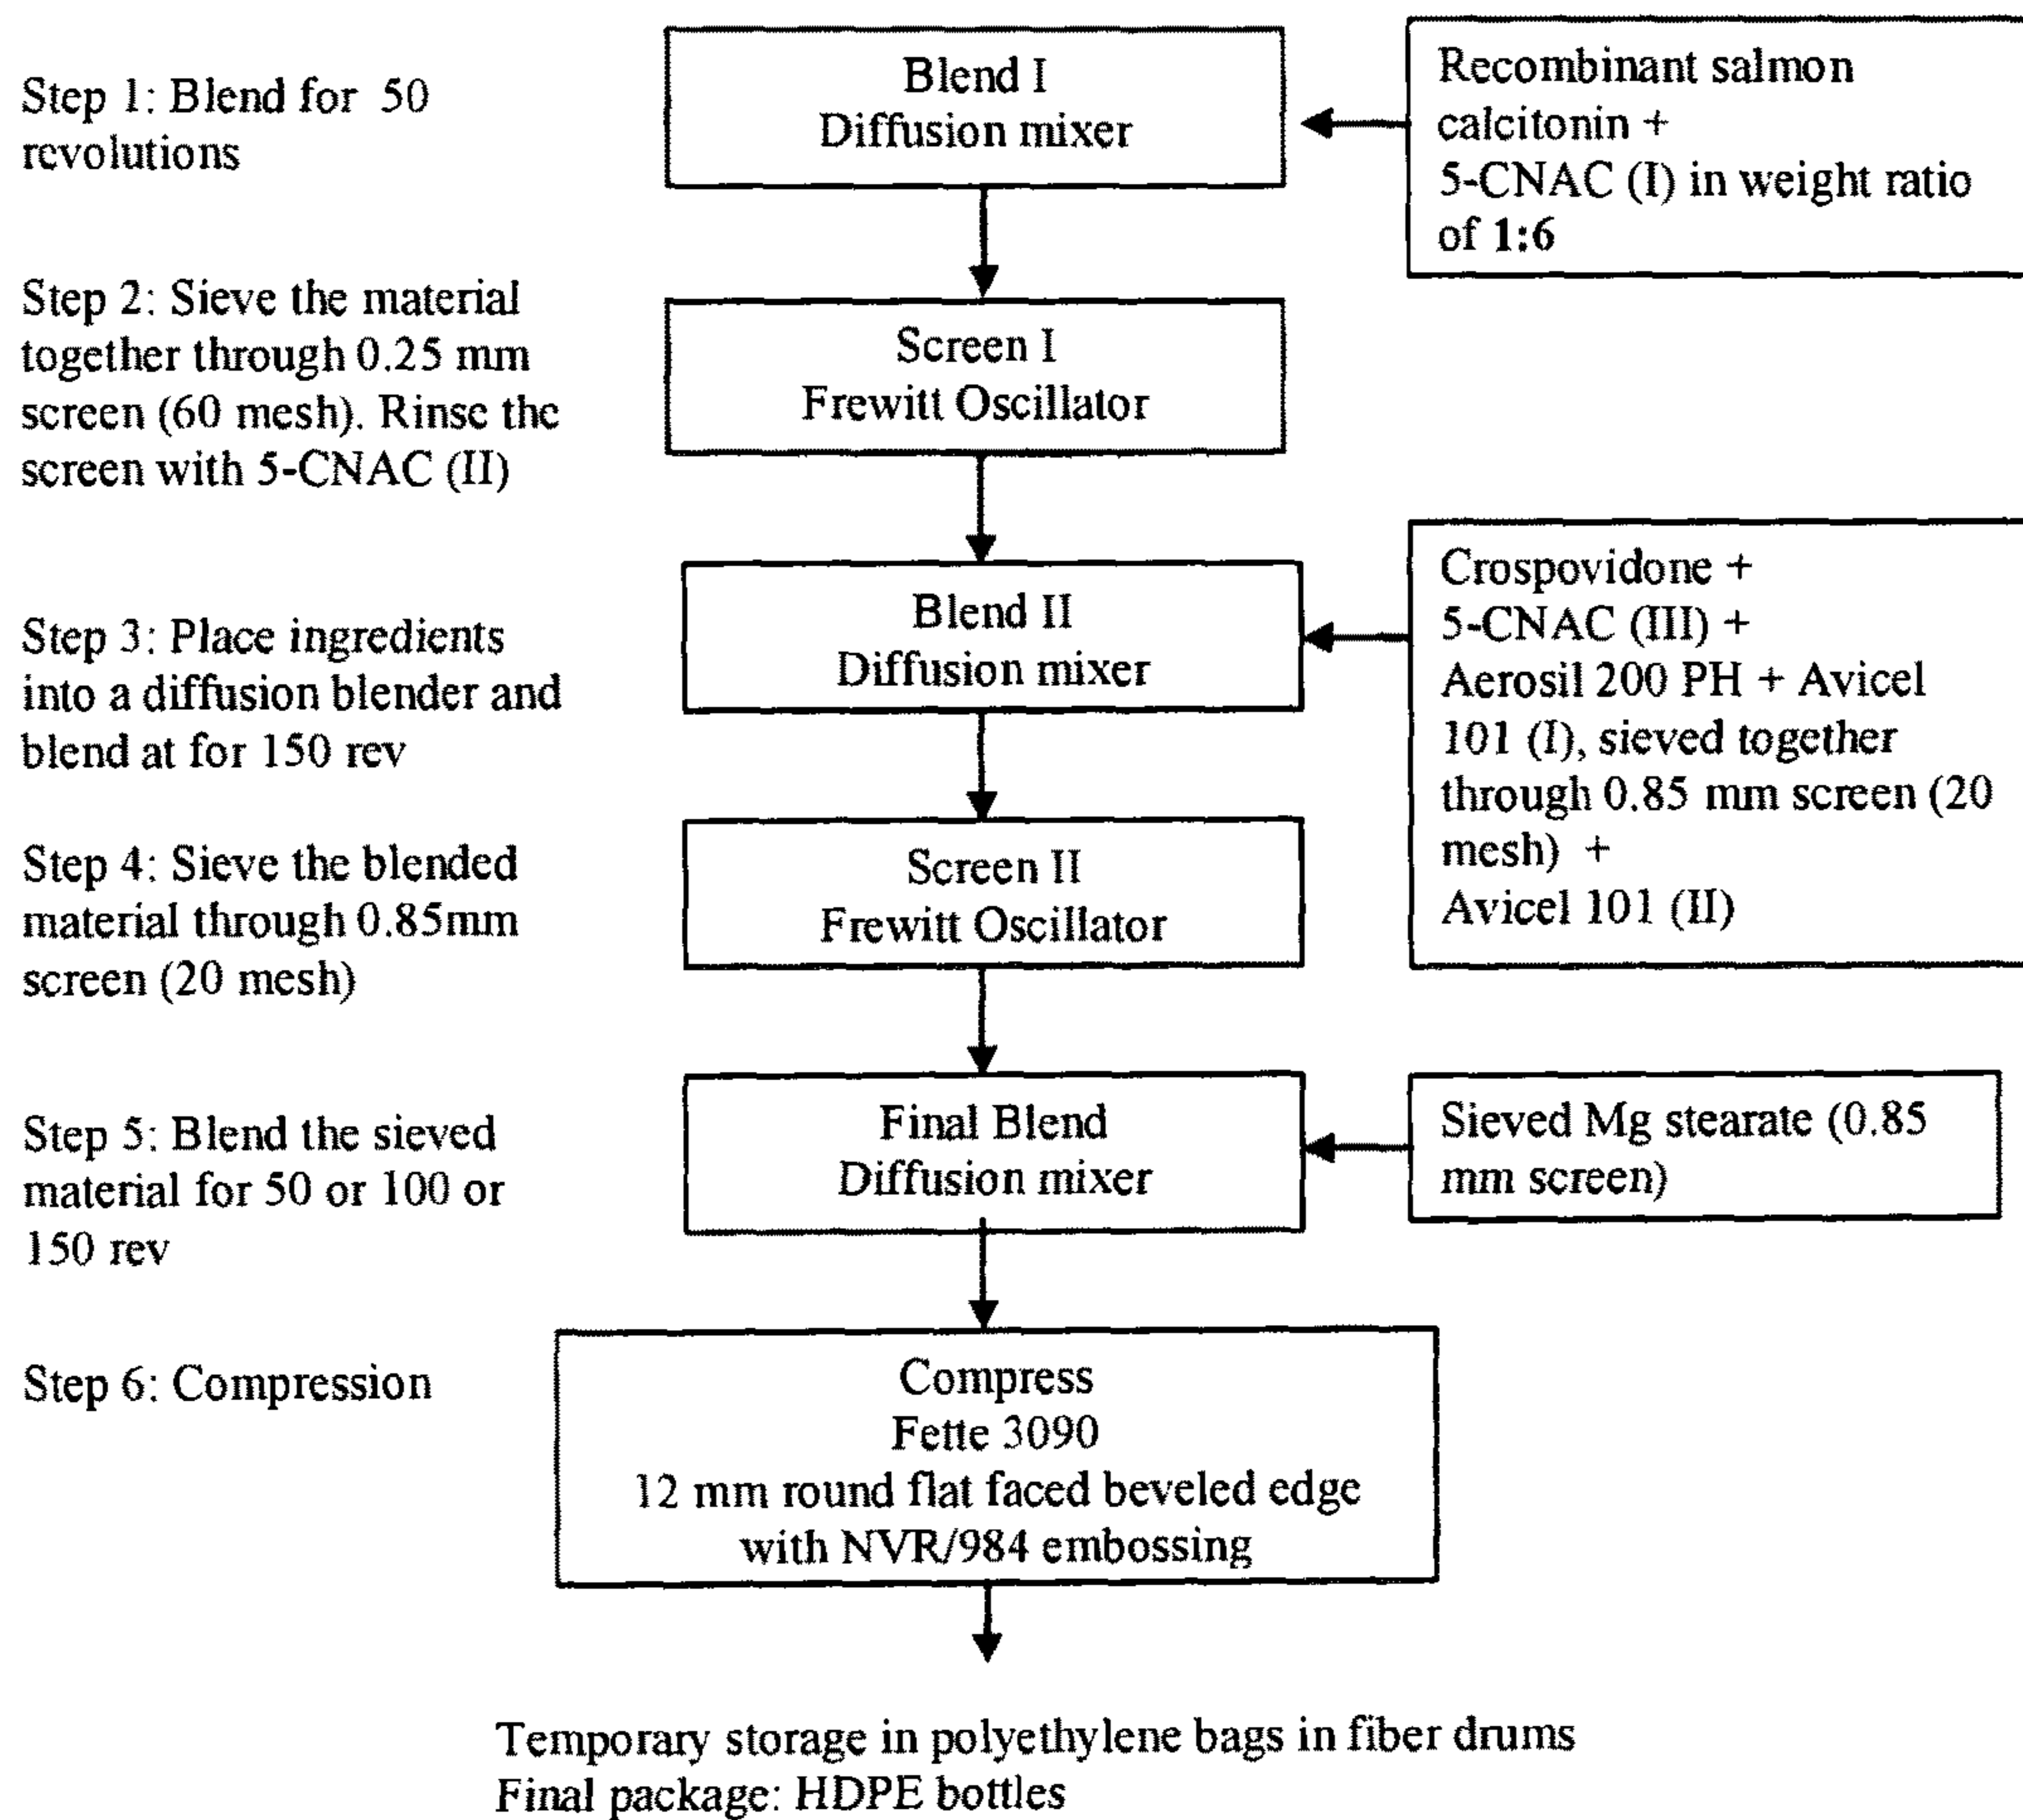 Step 1: Blend for 50
revolutions
Blend I
Diffusion mixer
Recombinant salmon
calcitonin +
5-CNAC (I) in weight ratio
of 1:6
Step 2: Sieve the material
together through 0.25 mm
screen (60 mesh). Rinse the
screen with 5-CNAC (II)
Screen I
Frewitt Oscillator
Step 3: Place ingredients
into a diffusion blender and
blend at for 150 rev
Blend II
Diffusion mixer
Crospovidone +
5-CNAC (III) +
Aerosil 200 PH + Avicel
101 (I), sieved together
through 0.85 mm screen (20
mesh) +
Avicel 101 (II)
Step 4: Sieve the blended
material through 0.85mm
screen (20 mesh)
Screen II
Frewitt Oscillator
Step 5: Blend the sieved
material for 50 or 100 or
150 rev
Final Blend
Diffusion mixer
Sieved Mg stearate (0.85
mm screen)
Step 6: Compression
Compress
Fette 3090
12 mm round flat faced beveled edge
with NVR/984 embossing
Temporary storage in polyethylene bags in fiber drums
Final package: HDPE bottles